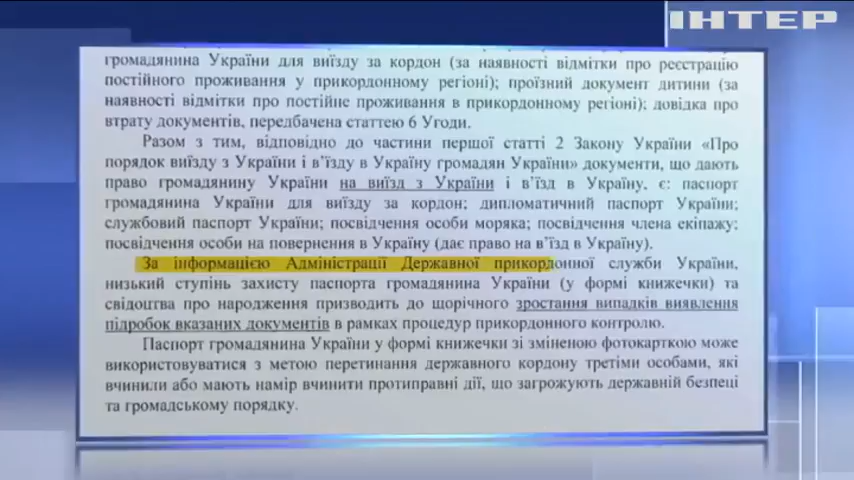 ІНТЕР
громадянина України для виїзду за кордон (за наявності відмітки про реєстрацію
постійного проживання у прикордонному регіоні); проїзний документ дитини (за
наявності відмітки про постійне проживання в прикордонному регіоні); довідка про
втрату документів, передбачена статтею 6 Угоди.
Разом з тим, відповідно до частини першої статті 2 Закону України «Про
порядок виїзду з України і в’їзду в Україну громадян України» документи, що дають
право громадянину України на виїзд з України і в’їзд в Україну, є: паспорт
громадянина України для виїзду за кордон; дипломатичний паспорт України;
службовий паспорт України; посвідчення особи моряка; посвідчення члена екіпажу;
посвідчення особи на повернення в Україну (дає право на в’їзд в Україну).
За інформацією Адміністрації Державної прикордонної служби України,
низький ступінь захисту паспорта громадянина України (у формі книжечки) та
свідоцтва про народження призводить до щорічного зростання випадків виявлення
підробок вказаних документів в рамках процедур прикордонного контролю.
Паспорт громадянина України у формі книжечки зі зміненою фотокарткою може
використовуватися з метою перетинання державного кордону третіми особами, які
вчинили або мають намір вчинити протиправні дії, що загрожують державній безпеці
та громадському порядку.